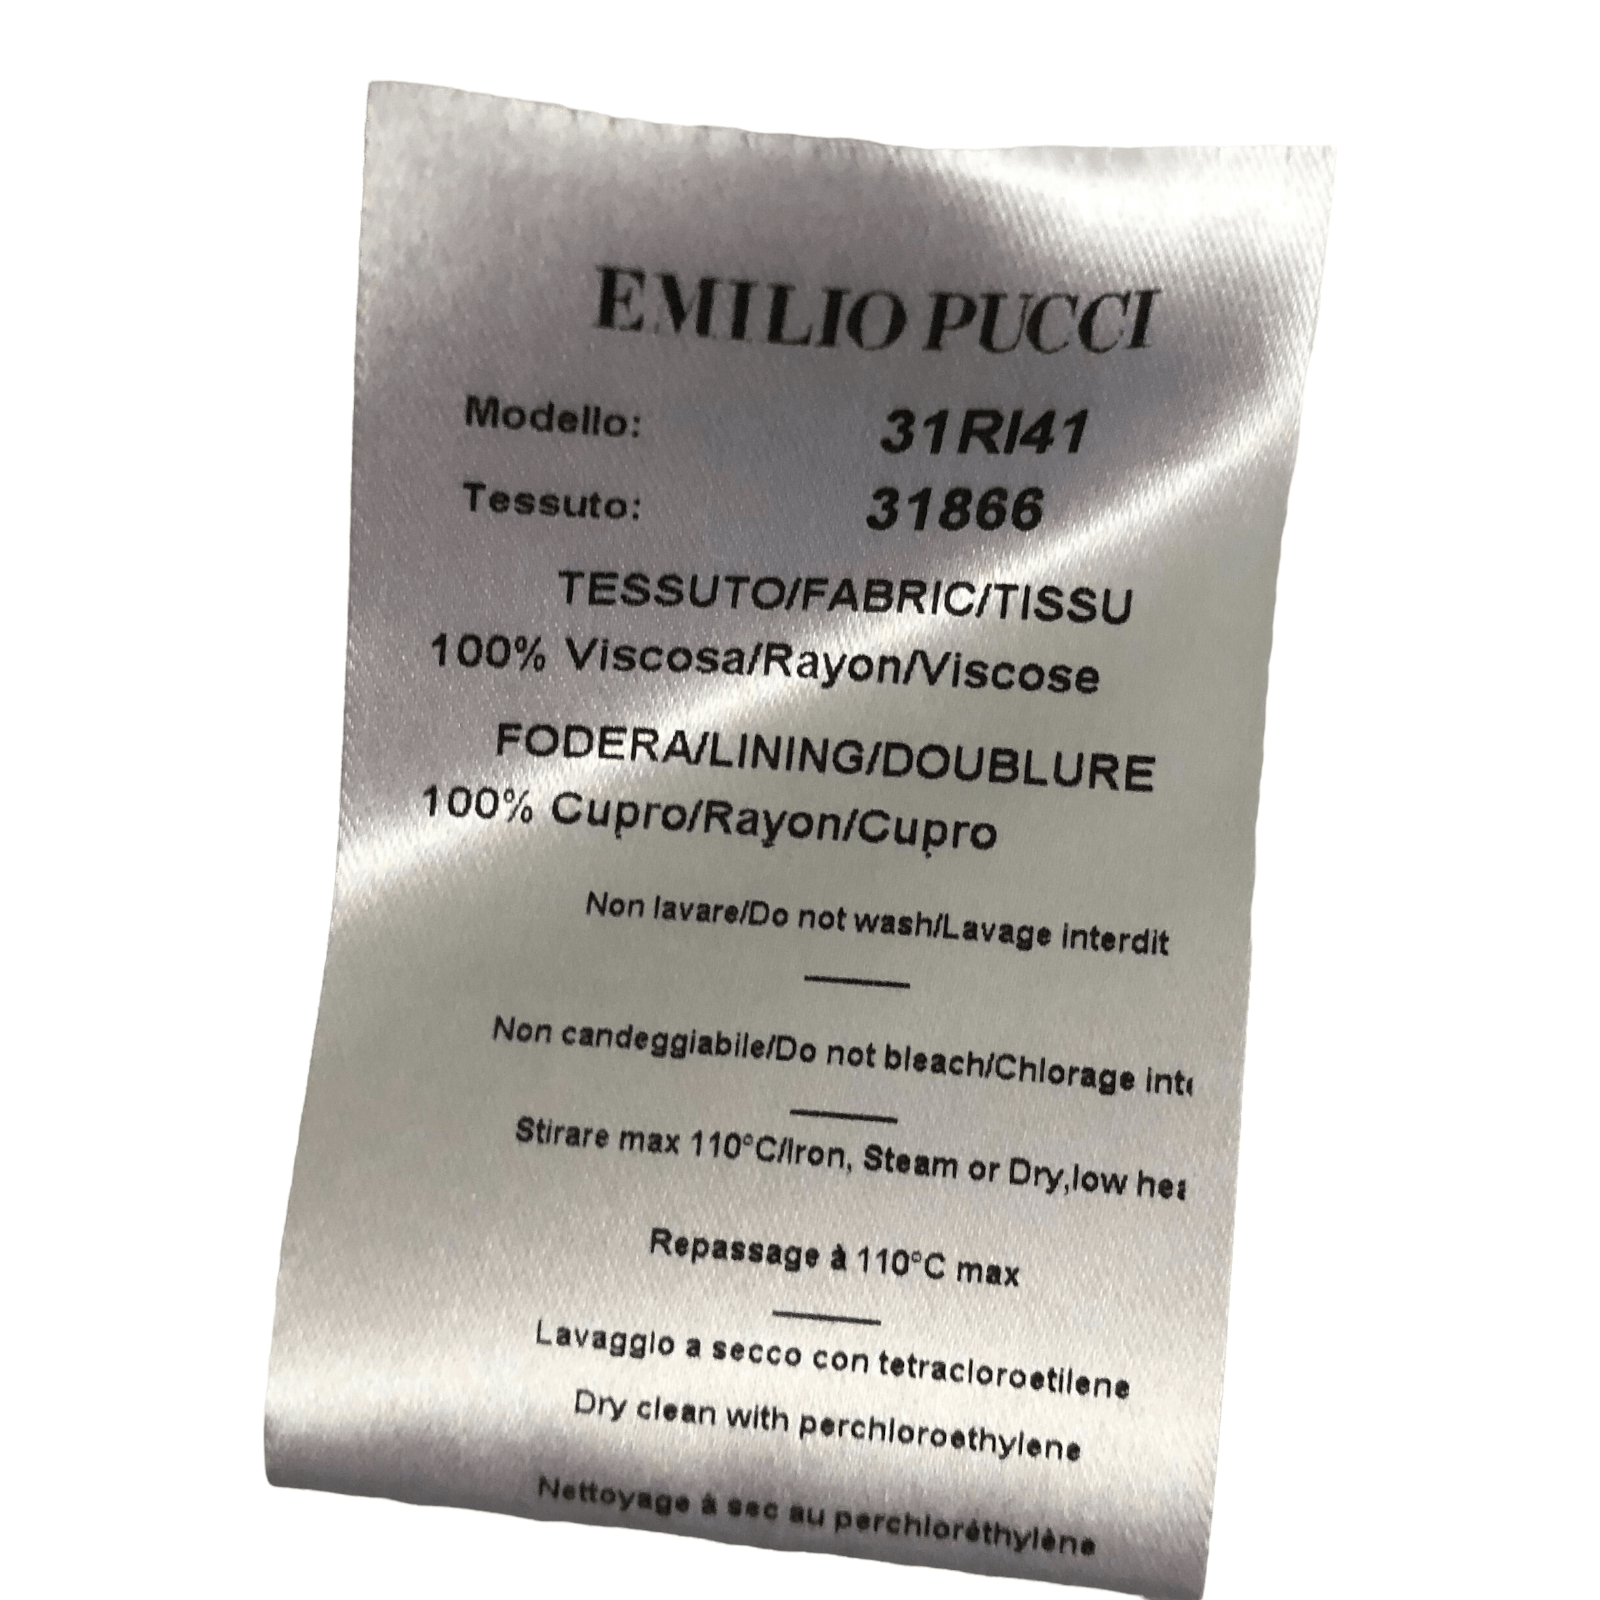 EMILIO PUCCI
Modello: 31RI41
Tessuto: 31866
TESSUTO/FABRIC/TISSU
100% Viscosa/Rayon/Viscose
FODERA/LINING/DOUBLURE
100% Cupro/Rayon/Cupro
Non lavare/Do not wash/Lavage interdit
Non candeggiabile/Do not bleach/Chlorage
Stirare max 110°C/Iron, Steam or Dry,low
Repassage à 110°C max
Lavaggio a secco con tetracloroetilene
Dry clean with perchloroethylene
Nettoyage à sec au perchloréthylène